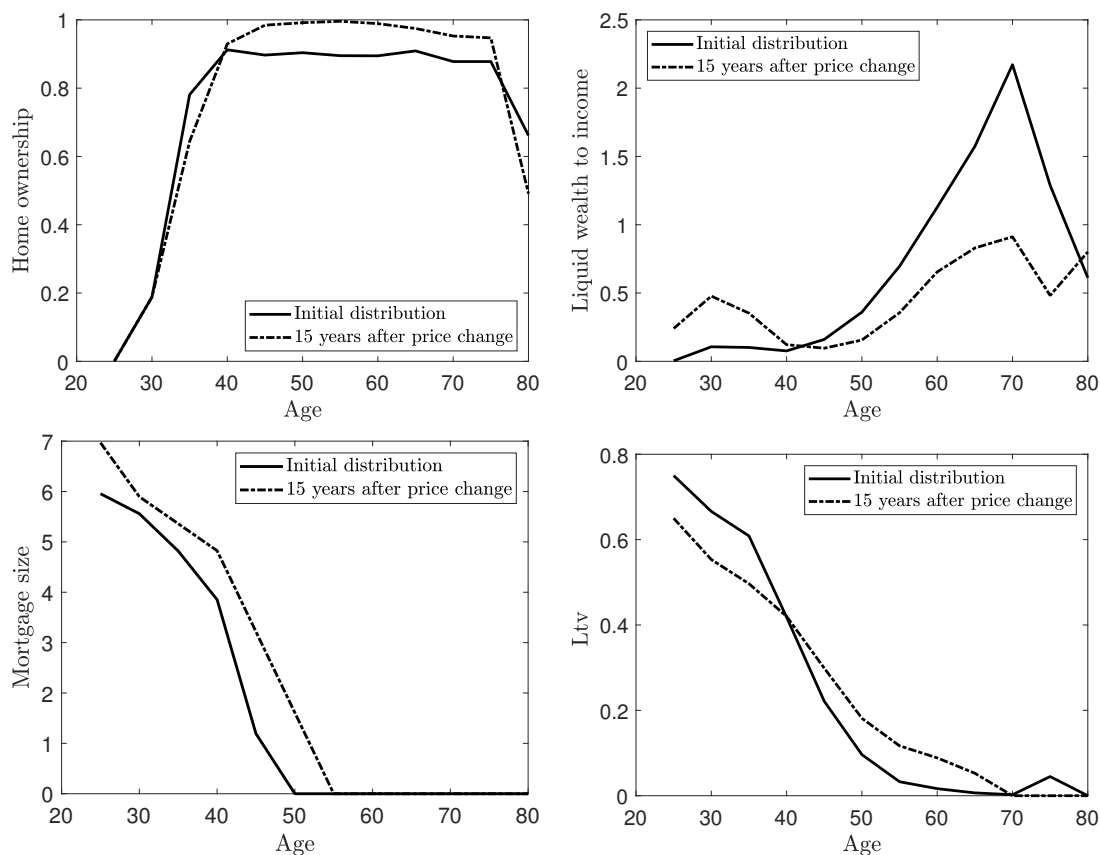 Home ownership
1
0.8
0.6
0.4
0.2
0
20 30 40 50 60 70 80
Age
Initial distribution
15 years after price change
Liquid wealth to income
2.5
2
1.5
1
0.5
0
20 30 40 50 60 70 80
Age
Initial distribution
15 years after price change
Mortgage size
7
6
5
4
3
2
1
0
20 30 40 50 60 70 80
Age
Initial distribution
15 years after price change
Ltv
0.8
0.6
0.4
0.2
0
20 30 40 50 60 70 80
Age
Initial distribution
15 years after price change